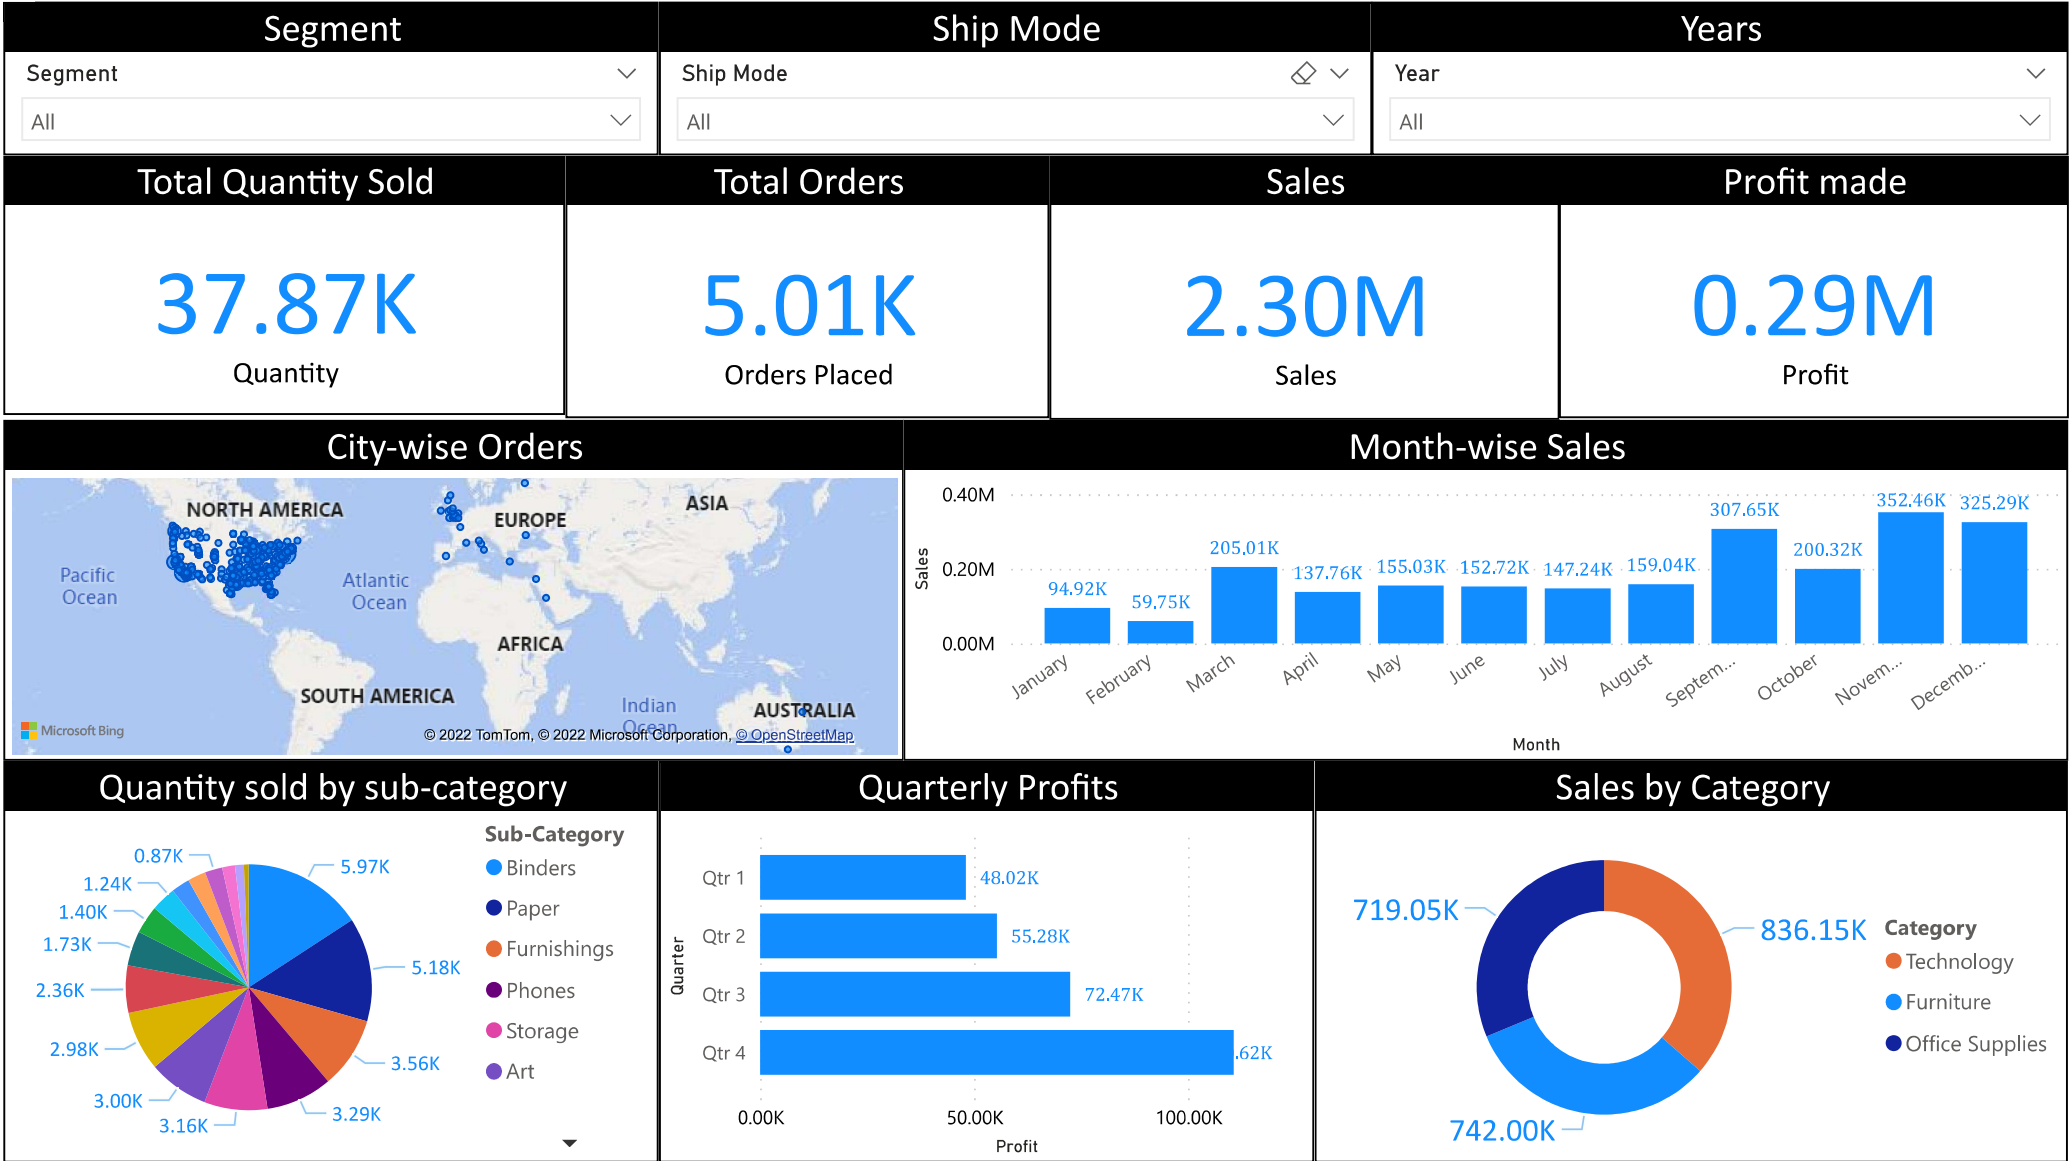 Segment
Ship Mode
Years
Segment
All
Ship Mode
All
Year
All
Total Quantity Sold
Total Orders
Sales
Profit made
37.87K
Quantity
5.01K
Orders Placed
2.30M
Sales
0.29M
Profit
City-wise Orders
NORTH AMERICA
EUROPE
ASIA
Pacific
Ocean
Atlantic
Ocean
AFRICA
SOUTH AMERICA
Indian
Ocean
AUSTRALIA
Microsoft Bing
© 2022 TomTom, © 2022 Microsoft Corporation, © OpenStreetMap
Month-wise Sales
Sales
0.40M
0.20M
0.00M
94.92K
59.75K
205.01K
137.76K
155.03K
152.72K
147.24K
159.04K
307.65K
200.32K
352.46K
325.29K
January
February
March
April
May
June
July
August
Septem...
October
Novem...
Decemb...
Month
Quantity sold by sub-category
5.97K
5.18K
3.56K
3.29K
3.16K
3.00K
2.98K
2.36K
1.73K
1.40K
1.24K
0.87K
Sub-Category
Binders
Paper
Furnishings
Phones
Storage
Art
Quarterly Profits
Quarter
Qtr 1
48.02K
Qtr 2
55.28K
Qtr 3
72.47K
Qtr 4
.62K
0.00K
50.00K
100.00K
Profit
Sales by Category
719.05K
836.15K
742.00K
Category
Technology
Furniture
Office Supplies